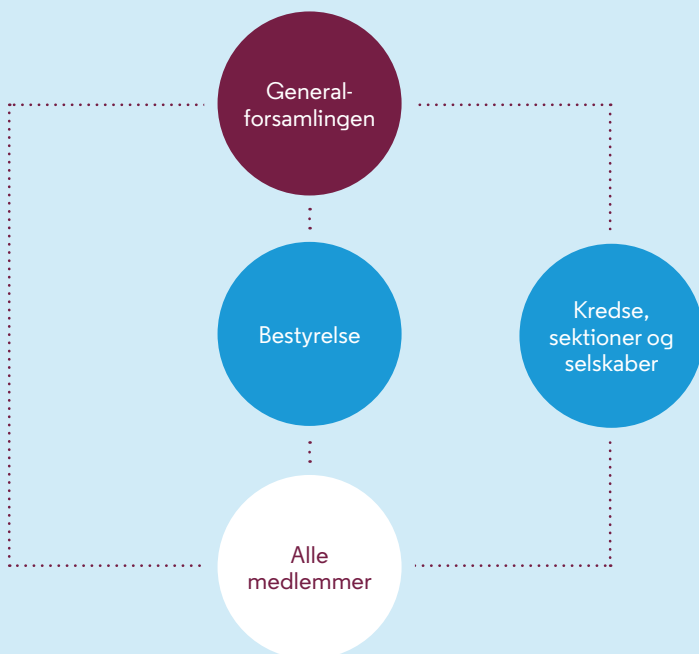 General-
forsamlingen
Bestyrelse
Kredse,
sektioner og
selskaber
Alle
medlemmer